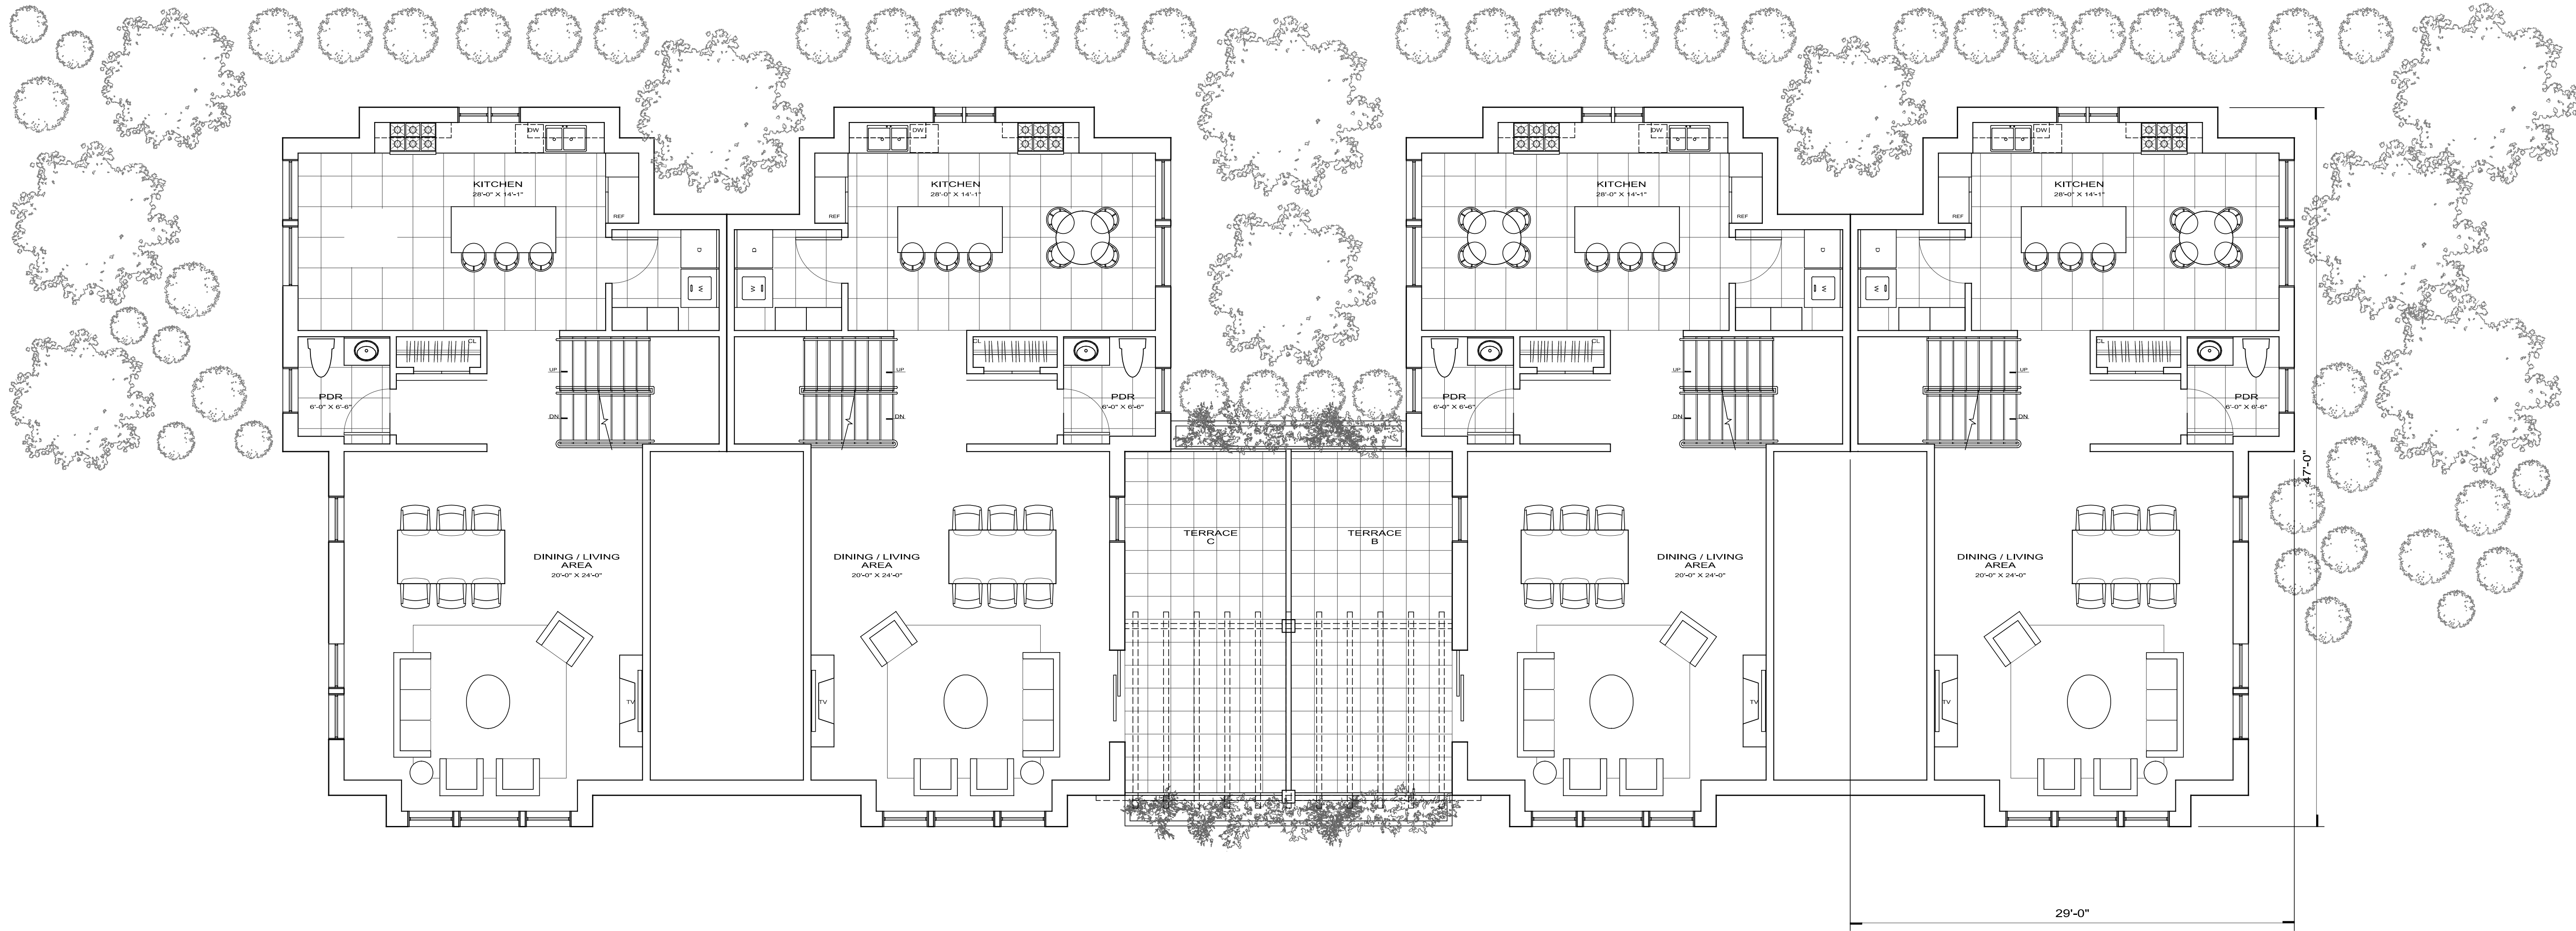 DW
DW
DW
DW
KITCHEN
28'-0" X 14'-1"
KITCHEN
28'-0" X 14'-1"
KITCHEN
28'-0" X 14'-1"
KITCHEN
28'-0" X 14'-1"
REF
REF
REF
REF
D
D
D
D
W
W
W
W
CL
CL
CL
CL
UP
UP
UP
UP
PDR
6'-0" X 6'-6"
PDR
6'-0" X 6'-6"
PDR
6'-0" X 6'-6"
PDR
6'-0" X 6'-6"
DN
DN
DN
DN
47'-0"
TERRACE
C
TERRACE
B
DINING / LIVING
AREA
20'-0" X 24'-0"
DINING / LIVING
AREA
20'-0" X 24'-0"
DINING / LIVING
AREA
20'-0" X 24'-0"
DINING / LIVING
AREA
20'-0" X 24'-0"
TV
TV
TV
TV
29'-0"